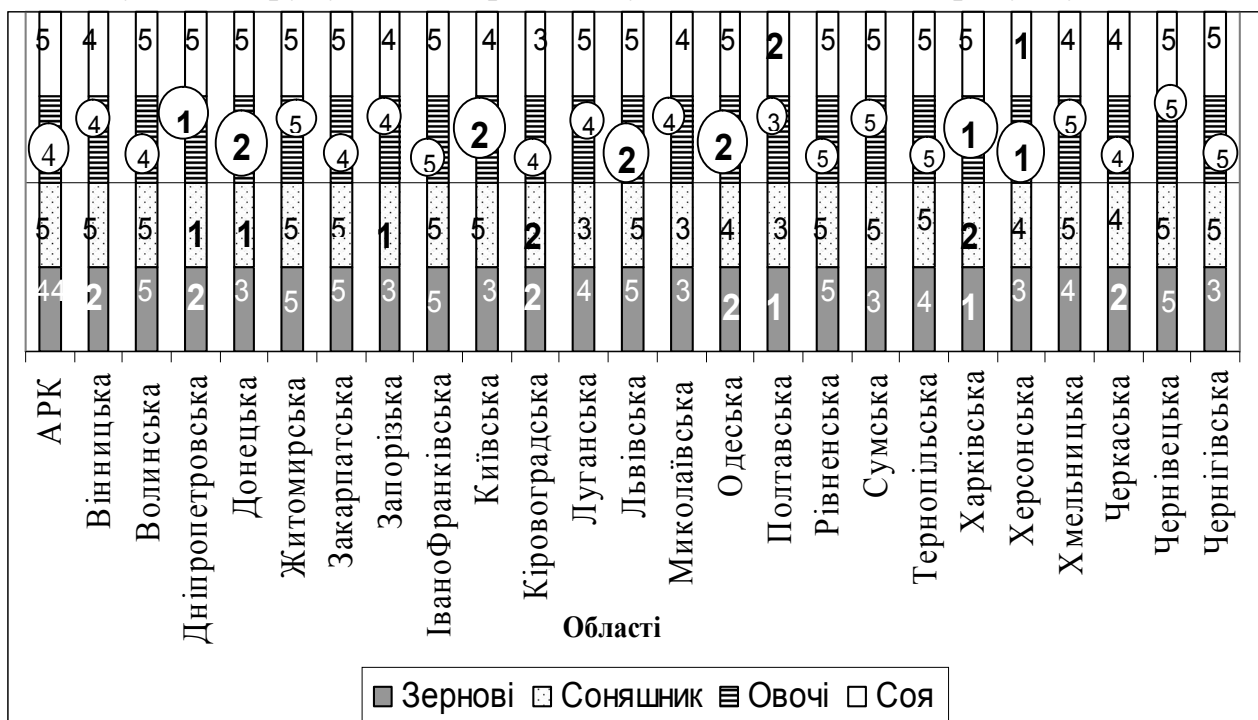 5 4 5 5 5 5 5 4 5 4 3 5 5 4 2 5 5 5 5 1 4 4 5 5
4 4 4 1 2 5 4 4 5 2 4 4 2 4 2 3 5 5 5 1 1 5 4 5 5
5 5 5 1 1 5 5 1 5 5 2 3 5 3 4 3 5 5 5 2 4 5 4 5 5
44 2 5 2 3 5 5 3 5 3 2 4 5 3 2 1 5 3 4 1 3 4 2 5 3
АРК
Вінницька
Волинська
Дніпропетровська
Донецька
Житомирська
Закарпатська
Запорізька
ІваноФранківська
Київська
Кіровоградська
Луганська
Львівська
Миколаївська
Одеська
Полтавська
Рівненська
Сумська
Тернопільська
Харківська
Херсонська
Хмельницька
Черкаська
Чернівецька
Чернігівська
Області
Зернові Соняшник Овочі Соя